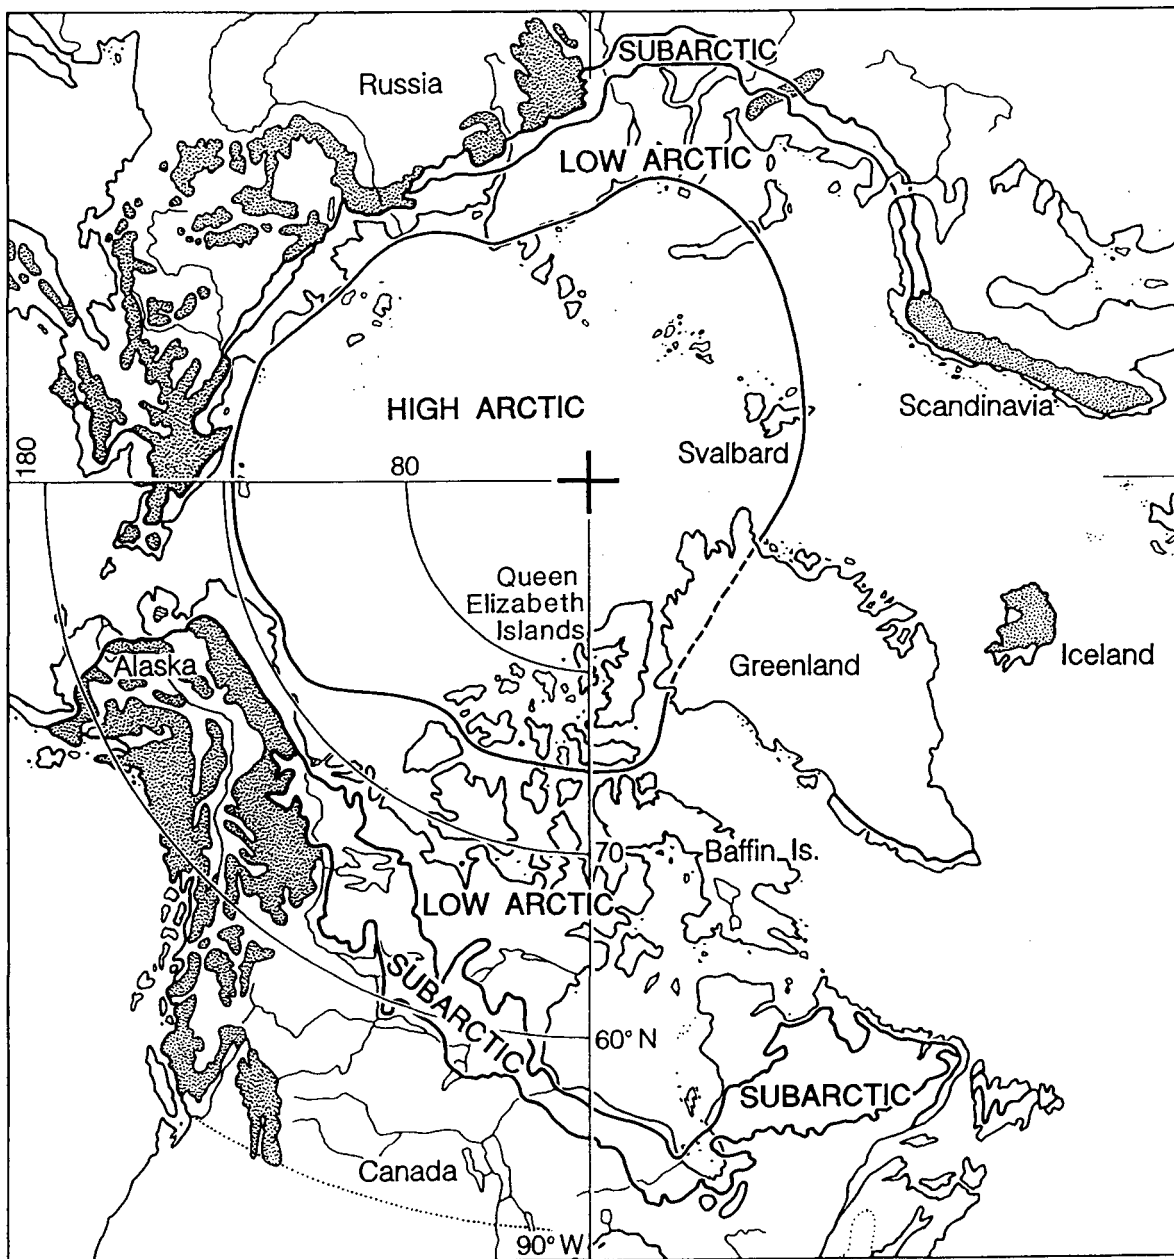 SUBARCTIC
Russia
LOW ARCTIC
HIGH ARCTIC
Scandinavia
Svalbard
180
80
Queen
Elizabeth
Islands
Alaska
Greenland
Iceland
70
Baffin Is.
LOW ARCTIC
SUBARCTIC
60° N
SUBARCTIC
Canada
90° W